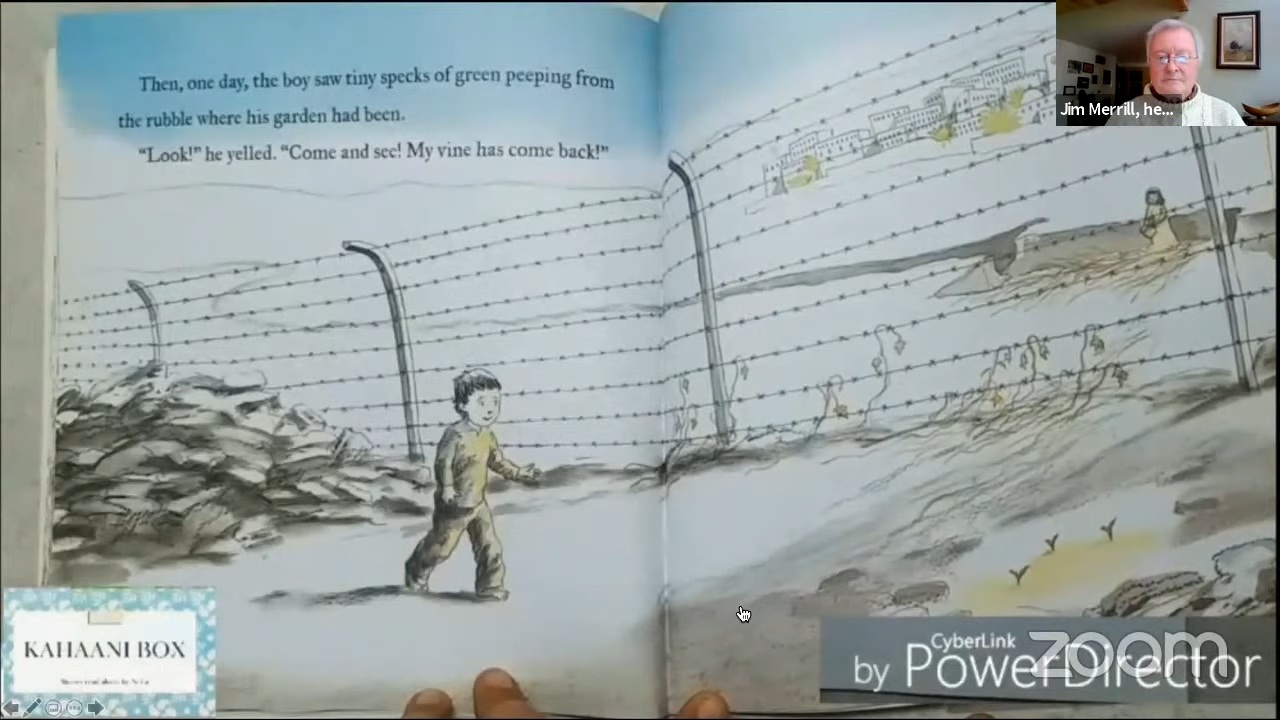 Then, one day, the boy saw tiny specks of green peeping from
the rubble where his garden had been.
“Look!” he yelled. “Come and see! My vine has come back!”
Jim Merrill, he...
KAHAANI BOX
CyberLink
by PowerDirector
zoom